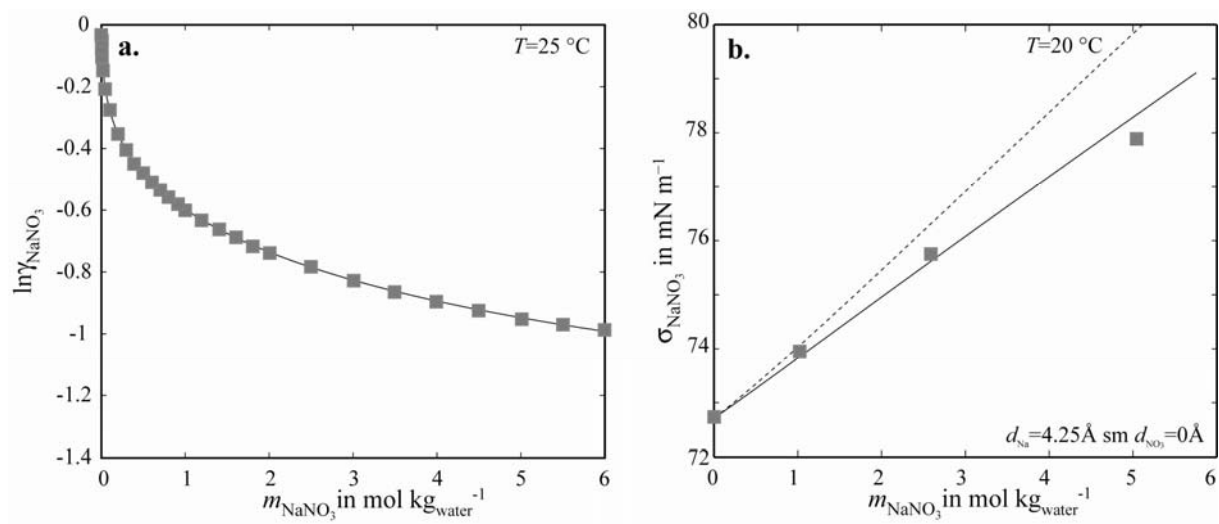 a.
T=25 °C
0
-0.2
-0.4
-0.6
-0.8
-1
-1.2
-1.4
lnγNaNO3
0 1 2 3 4 5 6
mNaNO3 in mol kgwater-1
b.
T=20 °C
80
78
76
74
72
σNaNO3 in mN m−1
dNa=4.25Å sm dNO3=0Å
0 1 2 3 4 5 6
mNaNO3 in mol kgwater-1